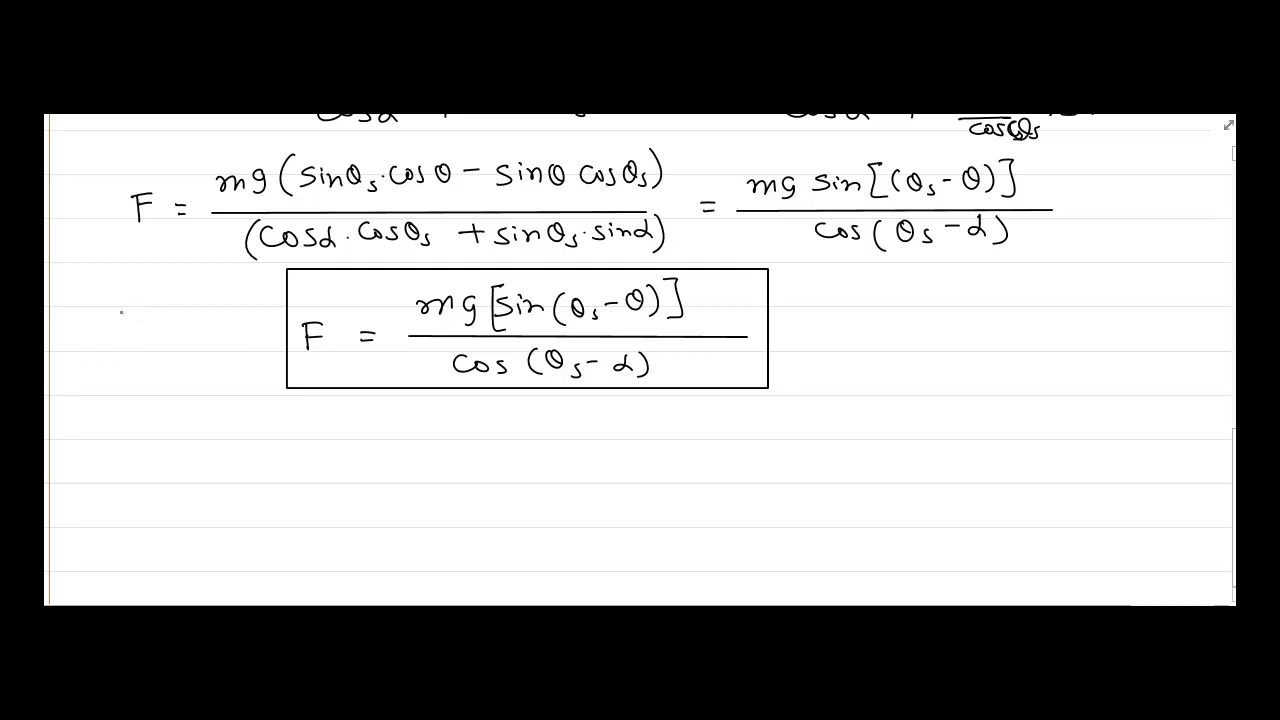 cosθs
F = mg(sinθs.cosθ - sinθ cosθs) / (cosα.cosθs + sinθs.sinα) = mg sin[(θs-θ)] / cos(θs-α)
F = mg[sin(θs-θ)] / cos(θs-α)